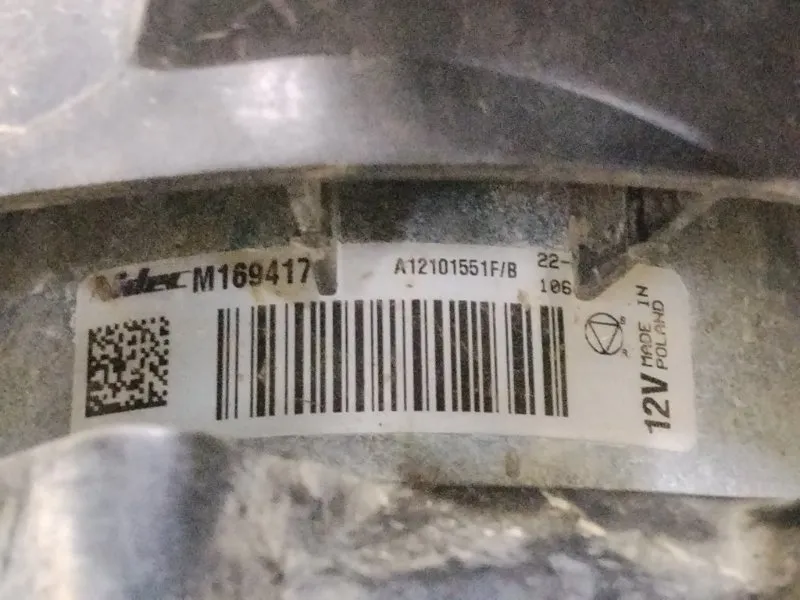 Nidec M169417 A12101551F/B 22-
106
12V MADE IN
POLAND